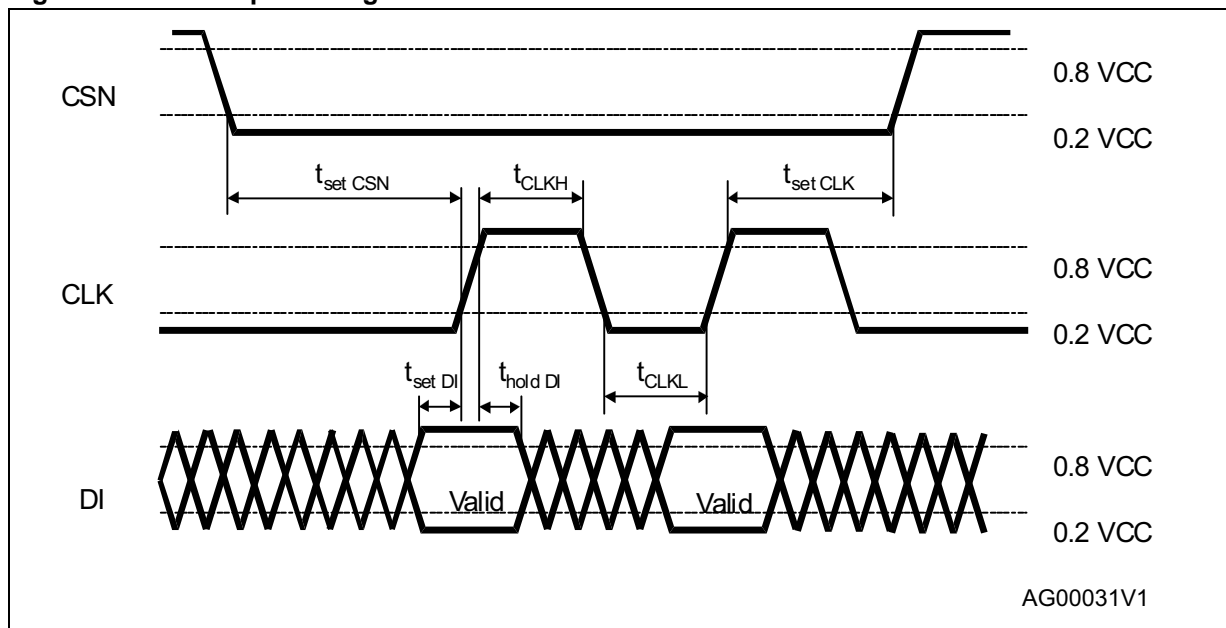 0.8 VCC
CSN
0.2 VCC
tset CSN
tCLKH
tset CLK
0.8 VCC
CLK
0.2 VCC
tset DI
thold DI
tCLKL
0.8 VCC
DI
Valid
Valid
0.2 VCC
AG00031V1